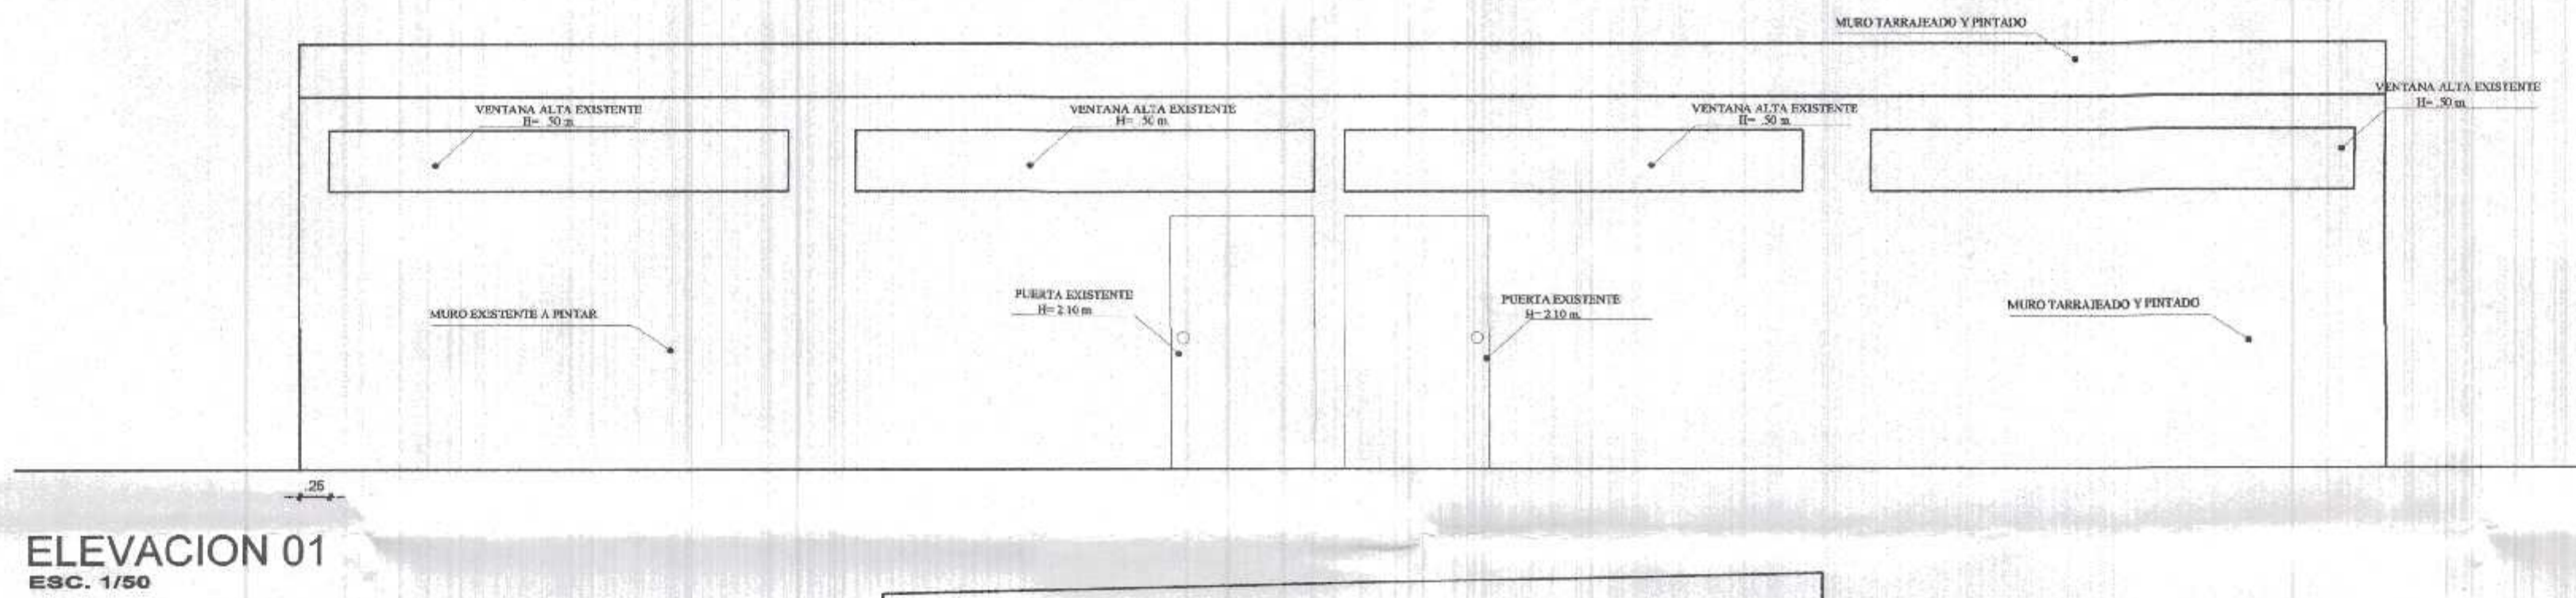 MURO TARRAJEADO Y PINTADO
VENTANA ALTA EXISTENTE
H= .50 m.
VENTANA ALTA EXISTENTE
H= .50 m.
VENTANA ALTA EXISTENTE
H= .50 m.
VENTANA ALTA EXISTENTE
H= .50 m.
MURO EXISTENTE A PINTAR
PUERTA EXISTENTE
H= 2.10 m.
PUERTA EXISTENTE
H= 2.10 m.
MURO TARRAJEADO Y PINTADO
.25
ELEVACION 01
ESC. 1/50